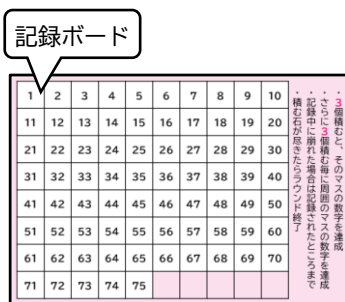 記録ボード
1 2 3 4 5 6 7 8 9 10
11 12 13 14 15 16 17 18 19 20
21 22 23 24 25 26 27 28 29 30
31 32 33 34 35 36 37 38 39 40
41 42 43 44 45 46 47 48 49 50
51 52 53 54 55 56 57 58 59 60
61 62 63 64 65 66 67 68 69 70
71 72 73 74 75
・3個積むと、そのマスの数字を達成
・さらに3個積む毎に周囲のマスの数字を達成
・記録中に崩れた場合は記録されたところまで
・積む石が尽きたらラウンド終了